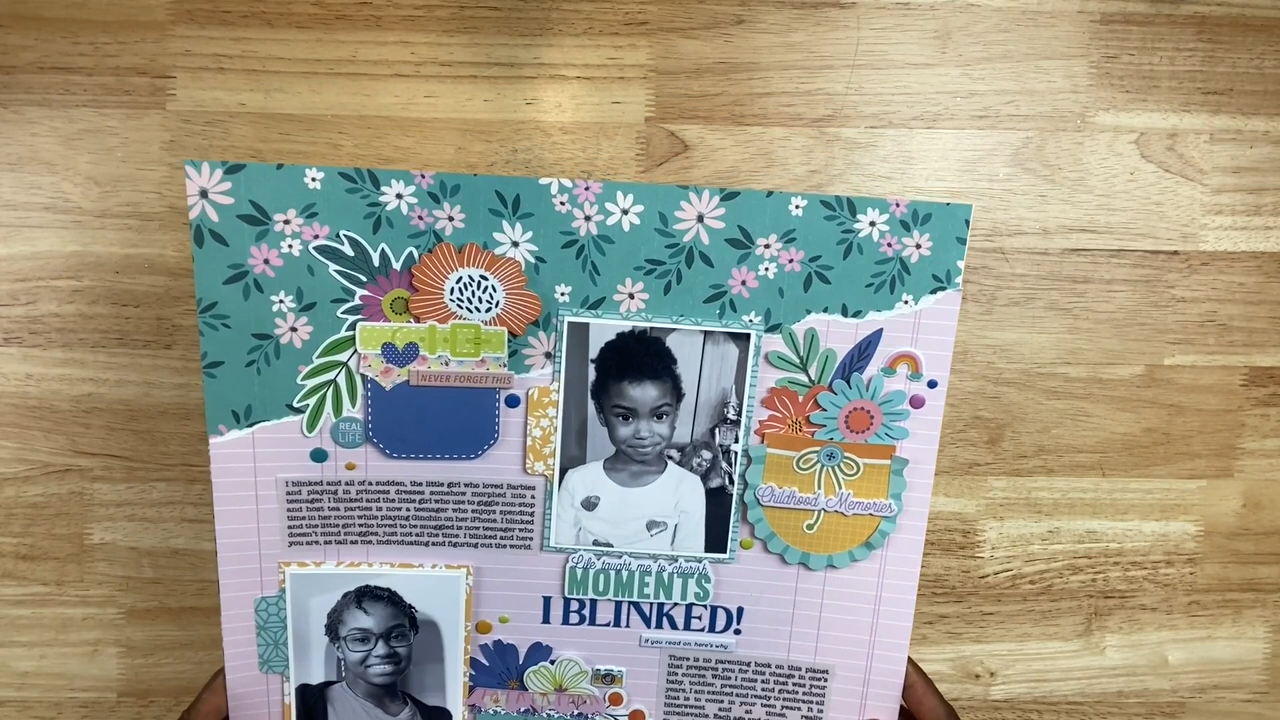 NEVER FORGET THIS
REAL
LIFE
Childhood Memories
I blinked and all of a sudden, the little girl who loved Barbies
and playing in princess dresses somehow morphed into a
teenager. I blinked and the little girl who use to giggle non-stop
and host tea parties is now a teenager who enjoys spending
time in her room while playing Ginchin on her iPhone. I blinked
and the little girl who loved to be snuggled is now teenager who
doesn't mind snuggles, just not all the time. I blinked and here
you are, as tall as me, individuating and figuring out the world.
Life taught me to cherish
MOMENTS
I BLINKED!
if you read on, here's why
There is no parenting book on this planet
that prepares you for this change in one's
life course. While I miss all that was your
baby, toddler, preschool, and grade school
years, I am excited and ready to embrace all
that is to come in your teen years. It is
bittersweet and at times, really
unbelievable. Each age and